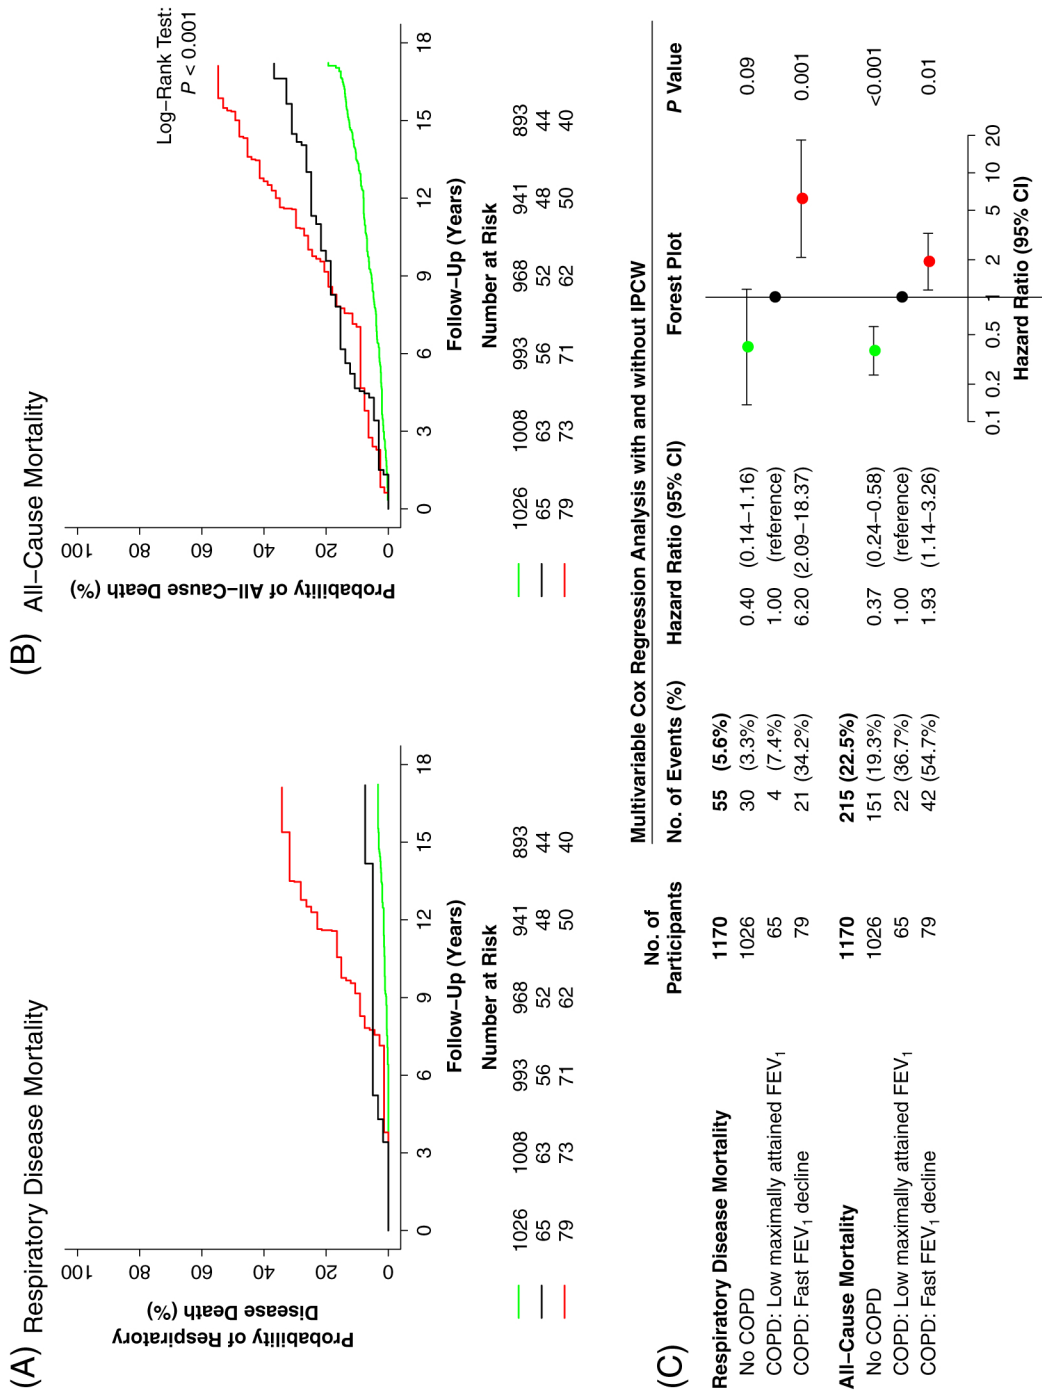 (A) Respiratory Disease Mortality
Probability of Respiratory
Disease Death (%)
100
80
60
40
20
0
0 3 6 9 12 15 18
Follow–Up (Years)
Number at Risk
1026 1008 993 968 941 893
65 63 56 52 48 44
79 73 71 62 50 40
(B) All–Cause Mortality
Probability of All–Cause Death (%)
100
80
60
40
20
0
Log–Rank Test:
P < 0.001
0 3 6 9 12 15 18
Follow–Up (Years)
Number at Risk
1026 1008 993 968 941 893
65 63 56 52 48 44
79 73 71 62 50 40
(C)
Multivariable Cox Regression Analysis with and without IPCW
No. of
Participants No. of Events (%) Hazard Ratio (95% CI) Forest Plot P Value
Respiratory Disease Mortality 1170 55 (5.6%)
No COPD 1026 30 (3.3%) 0.40 (0.14–1.16) 0.09
COPD: Low maximally attained FEV1 65 4 (7.4%) 1.00 (reference)
COPD: Fast FEV1 decline 79 21 (34.2%) 6.20 (2.09–18.37) 0.001
All–Cause Mortality 1170 215 (22.5%)
No COPD 1026 151 (19.3%) 0.37 (0.24–0.58) <0.001
COPD: Low maximally attained FEV1 65 22 (36.7%) 1.00 (reference)
COPD: Fast FEV1 decline 79 42 (54.7%) 1.93 (1.14–3.26) 0.01
0.1 0.2 0.5 1 2 5 10 20
Hazard Ratio (95% CI)